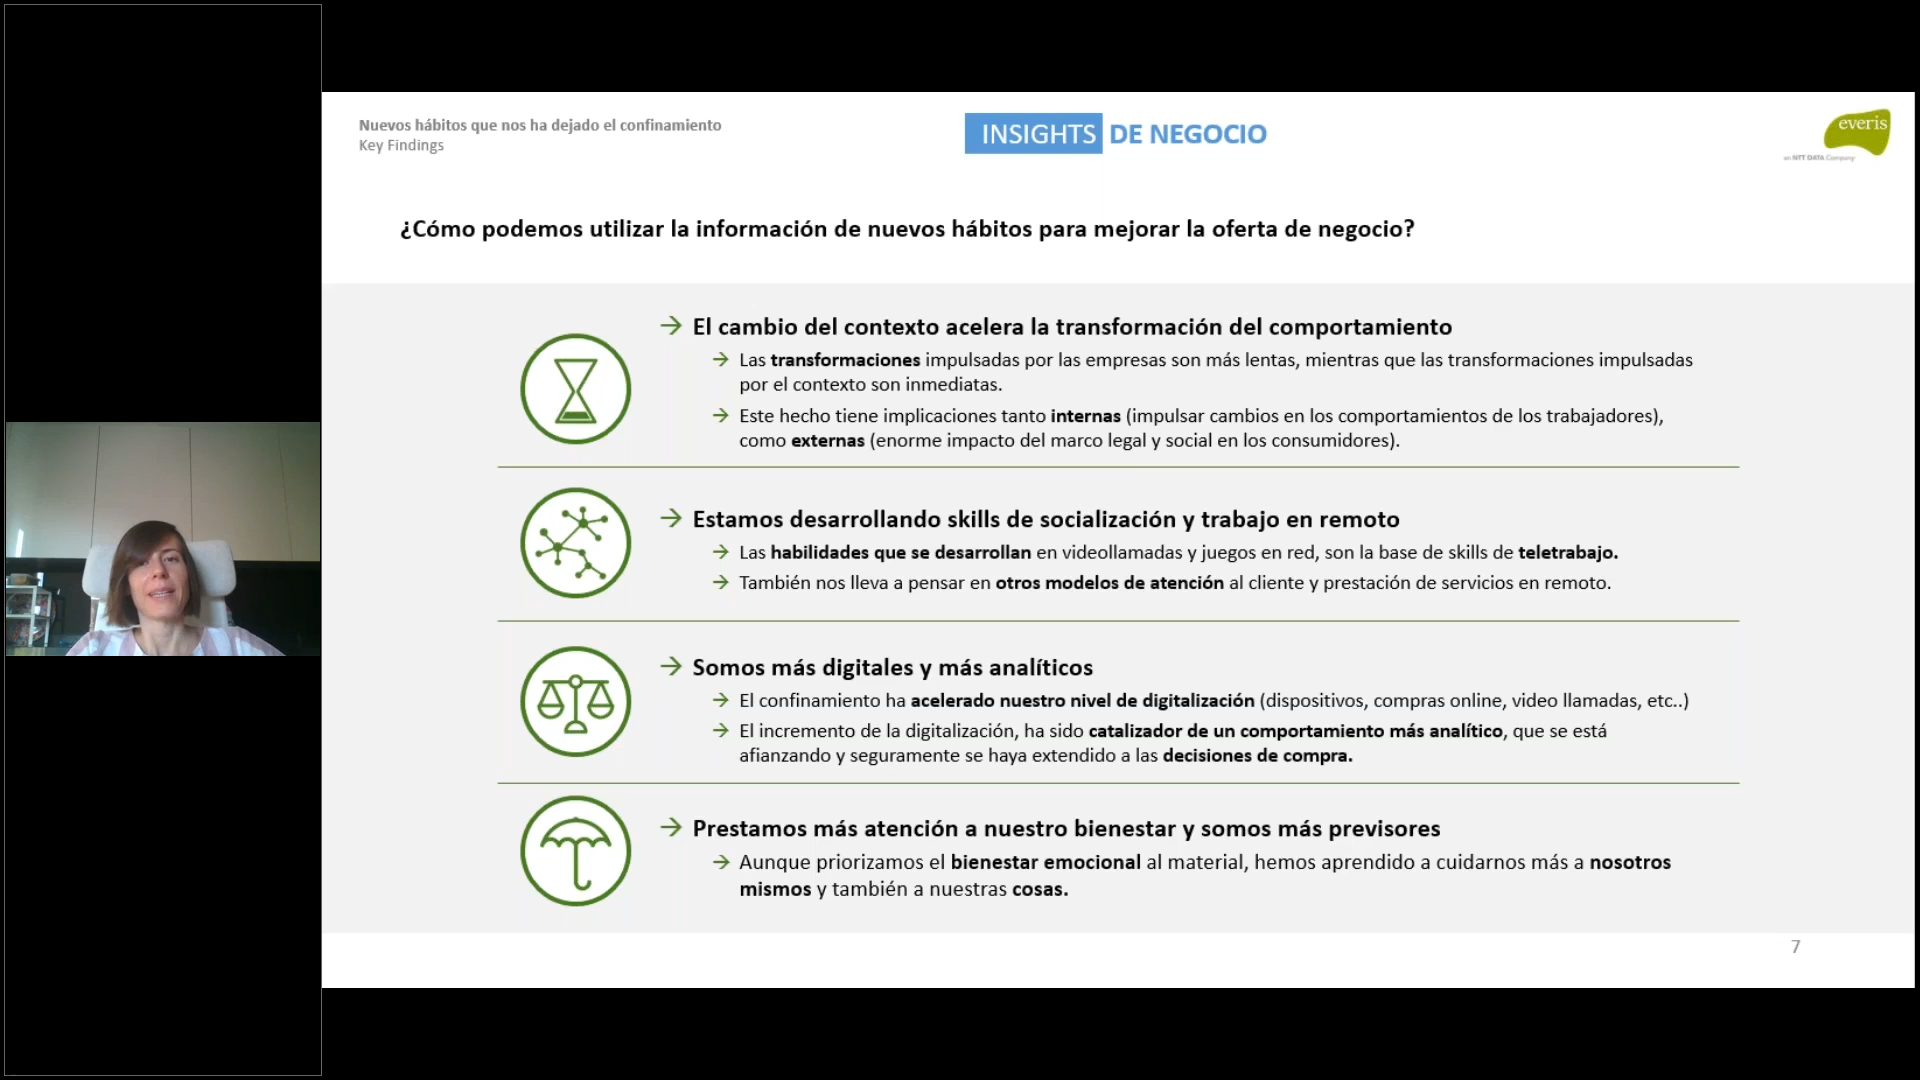 Nuevos hábitos que nos ha dejado el confinamiento
Key Findings
INSIGHTS DE NEGOCIO
everis
an NTT DATA Company
¿Cómo podemos utilizar la información de nuevos hábitos para mejorar la oferta de negocio?
→ El cambio del contexto acelera la transformación del comportamiento
→ Las transformaciones impulsadas por las empresas son más lentas, mientras que las transformaciones impulsadas
por el contexto son inmediatas.
→ Este hecho tiene implicaciones tanto internas (impulsar cambios en los comportamientos de los trabajadores),
como externas (enorme impacto del marco legal y social en los consumidores).
→ Estamos desarrollando skills de socialización y trabajo en remoto
→ Las habilidades que se desarrollan en videollamadas y juegos en red, son la base de skills de teletrabajo.
→ También nos lleva a pensar en otros modelos de atención al cliente y prestación de servicios en remoto.
→ Somos más digitales y más analíticos
→ El confinamiento ha acelerado nuestro nivel de digitalización (dispositivos, compras online, video llamadas, etc..)
→ El incremento de la digitalización, ha sido catalizador de un comportamiento más analítico, que se está
afianzando y seguramente se haya extendido a las decisiones de compra.
→ Prestamos más atención a nuestro bienestar y somos más previsores
→ Aunque priorizamos el bienestar emocional al material, hemos aprendido a cuidarnos más a nosotros
mismos y también a nuestras cosas.
7